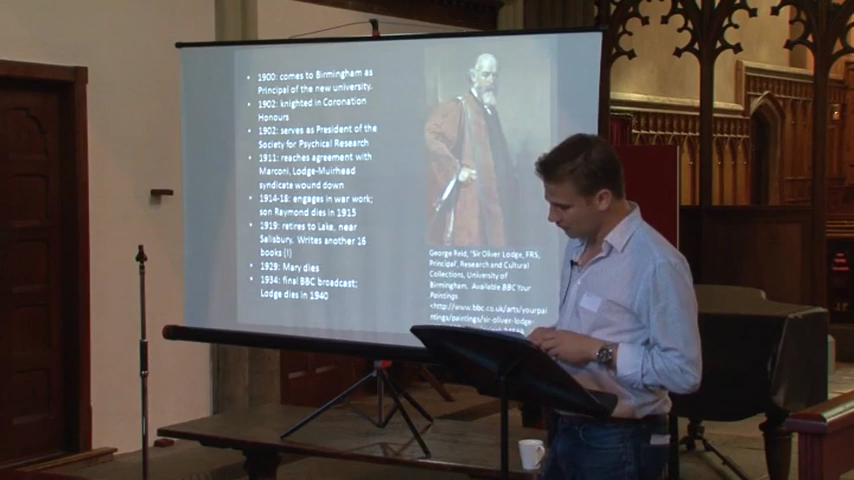 • 1900: comes to Birmingham as
Principal of the new university.
• 1902: knighted in Coronation
Honours
• 1902: serves as President of the
Society for Psychical Research
• 1911: reaches agreement with
Marconi, Lodge-Muirhead
syndicate wound down
• 1914-18: engages in war work;
son Raymond dies in 1915
• 1919: retires to Lake, near
Salisbury. Writes another 16
books (!)
• 1929: Mary dies
• 1934: final BBC broadcast;
Lodge dies in 1940
George Reid, 'Sir Oliver Lodge, FRS,
Principal', Research and Cultural
Collections, University of
Birmingham, Available BBC Your
Paintings
<http://www.bbc.co.uk/arts/yourpai
ntings/paintings/sir-oliver-lodge-